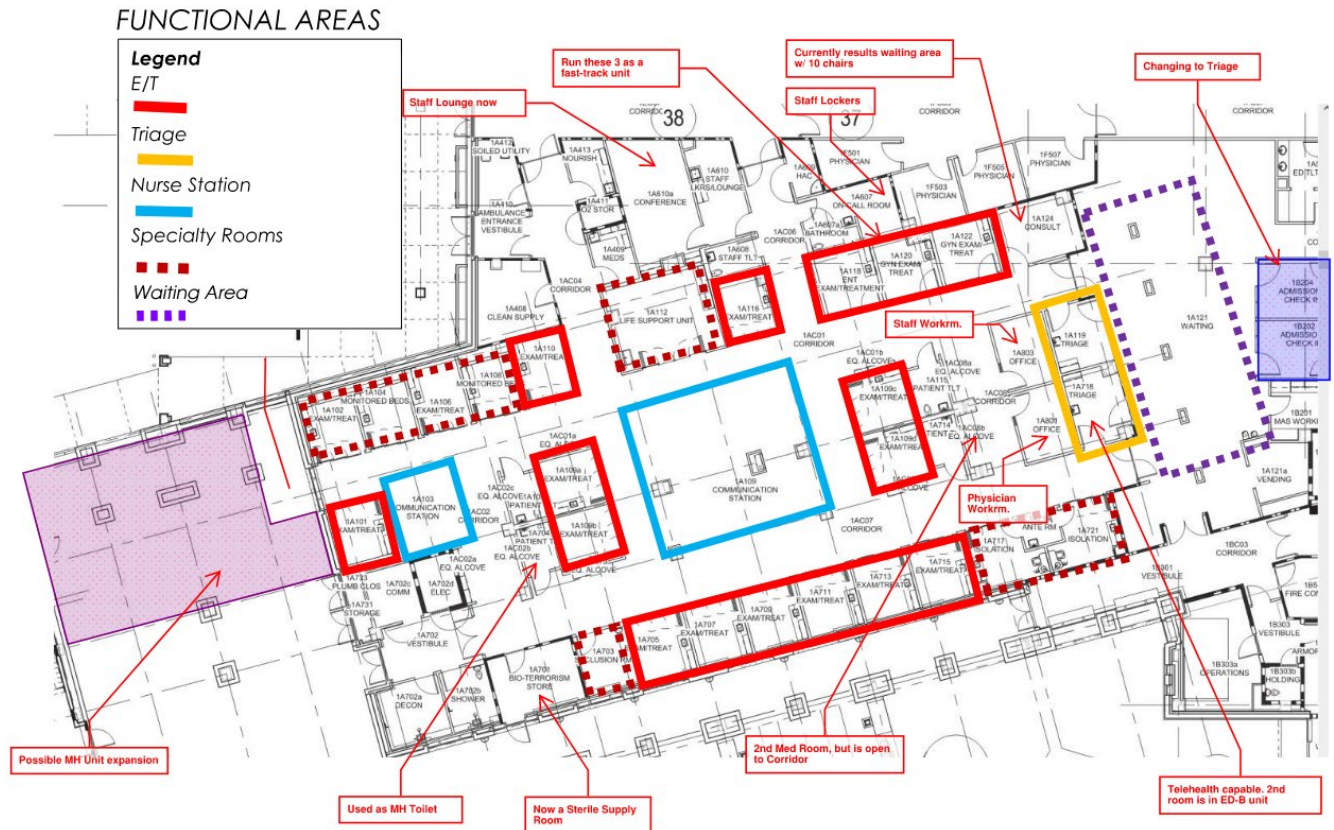 FUNCTIONAL AREAS
Legend
E/T
Triage
Nurse Station
Specialty Rooms
Waiting Area
Staff Lounge now
Run these 3 as a
fast-track unit
Currently results waiting area
w/ 10 chairs
Staff Lockers
Changing to Triage
38
37
CORRIDOR
1A412
SOILED UTILITY
1A413
NOURISH
1A410
AMBULANCE
ENTRANCE
VESTIBULE
1A411
O2 STOR
1A610a
CONFERENCE
1A610
STAFF
LKRS/LOUNGE
1A609
HAC
1F501
PHYSICIAN
1F503
PHYSICIAN
1F505
PHYSICIAN
1F507
PHYSICIAN
1A607
ON-CALL ROOM
1A607a
BATHROOM
1AC06
CORRIDOR
1A608
STAFF TLT
1A409
MEDS
1AC04
CORRIDOR
1A408
CLEAN SUPPLY
1A112
LIFE SUPPORT UNIT
1A116
EXAM/TREAT
1A118
ENT
EXAM/TREATMENT
1A120
GYN EXAM/
TREAT
1A122
GYN EXAM/
TREAT
1A124
CONSULT
1A121
WAITING
1B204
ADMISSION
CHECK IN
1B202
ADMISSION
CHECK IN
1AC01
CORRIDOR
Staff Workrm.
1A803
OFFICE
1A119
TRIAGE
1A718
TRIAGE
1A801
OFFICE
1A110
EXAM/TREAT
1A108
MONITORED BEDS
1A106
EXAM/TREAT
1A104
MONITORED BEDS
1A102
EXAM/TREAT
1AC01b
EQ. ALCOVE
1AC08a
EQ. ALCOVE
1A115
PATIENT TLT
1A109c
EXAM/TREAT
1A109d
EXAM/TREAT
1A714
1AC08b
EQ. ALCOVE
CORRIDOR
1B201
1A121a
VENDING
1AC01a
EQ. ALCOVE
1A109a
EXAM/TREAT
1A109b
EXAM/TREAT
1AC02c
EQ. ALCOVE
1AC02
CORRIDOR
1AC02b
EQ. ALCOVE
1AC02a
EQ. ALCOVE
1A103
COMMUNICATION
STATION
1A109
COMMUNICATION
STATION
1A101
EXAM/TREAT
1A733
PLUMB CLOS
1A731
STORAGE
1A702c
COMM
1A702d
ELEC
1A702
VESTIBULE
1A702a
DECON
1A702b
SHOWER
1A701
BIO-TERRORISM
STORE
1A703
SECLUSION RM
1A705
EXAM/TREAT
1A707
EXAM/TREAT
1A709
EXAM/TREAT
1A711
EXAM/TREAT
1A713
EXAM/TREAT
1A715
EXAM/TREAT
1AC07
CORRIDOR
Physician
Workrm.
ANTE RM
1A717
ISOLATION
1A721
ISOLATION
1BC03
CORRIDOR
1B301
VESTIBULE
1B303
VESTIBULE
1B303a
OPERATIONS
1B303b
HOLDING
Possible MH Unit expansion
Used as MH Toilet
Now a Sterile Supply
Room
2nd Med Room, but is open
to Corridor
Telehealth capable. 2nd
room is in ED-B unit